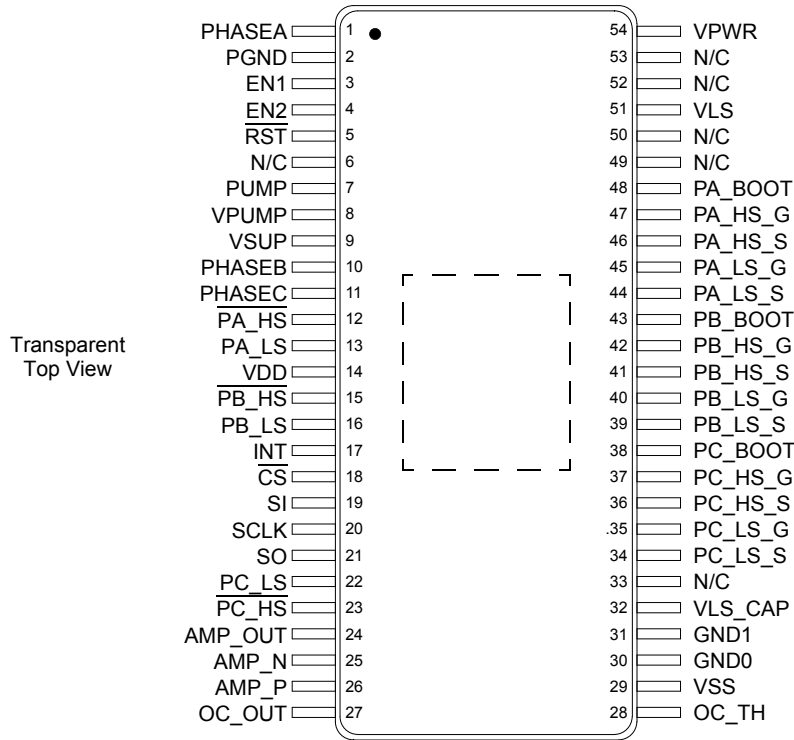 PHASEA 1 54 VPWR
PGND 2 53 N/C
EN1 3 52 N/C
EN2 4 51 VLS
RST 5 50 N/C
N/C 6 49 N/C
PUMP 7 48 PA_BOOT
VPUMP 8 47 PA_HS_G
VSUP 9 46 PA_HS_S
PHASEB 10 45 PA_LS_G
PHASEC 11 44 PA_LS_S
PA_HS 12 43 PB_BOOT
Transparent
Top View
PA_LS 13 42 PB_HS_G
VDD 14 41 PB_HS_S
PB_HS 15 40 PB_LS_G
PB_LS 16 39 PB_LS_S
INT 17 38 PC_BOOT
CS 18 37 PC_HS_G
SI 19 36 PC_HS_S
SCLK 20 .35 PC_LS_G
SO 21 34 PC_LS_S
PC_LS 22 33 N/C
PC_HS 23 32 VLS_CAP
AMP_OUT 24 31 GND1
AMP_N 25 30 GND0
AMP_P 26 29 VSS
OC_OUT 27 28 OC_TH